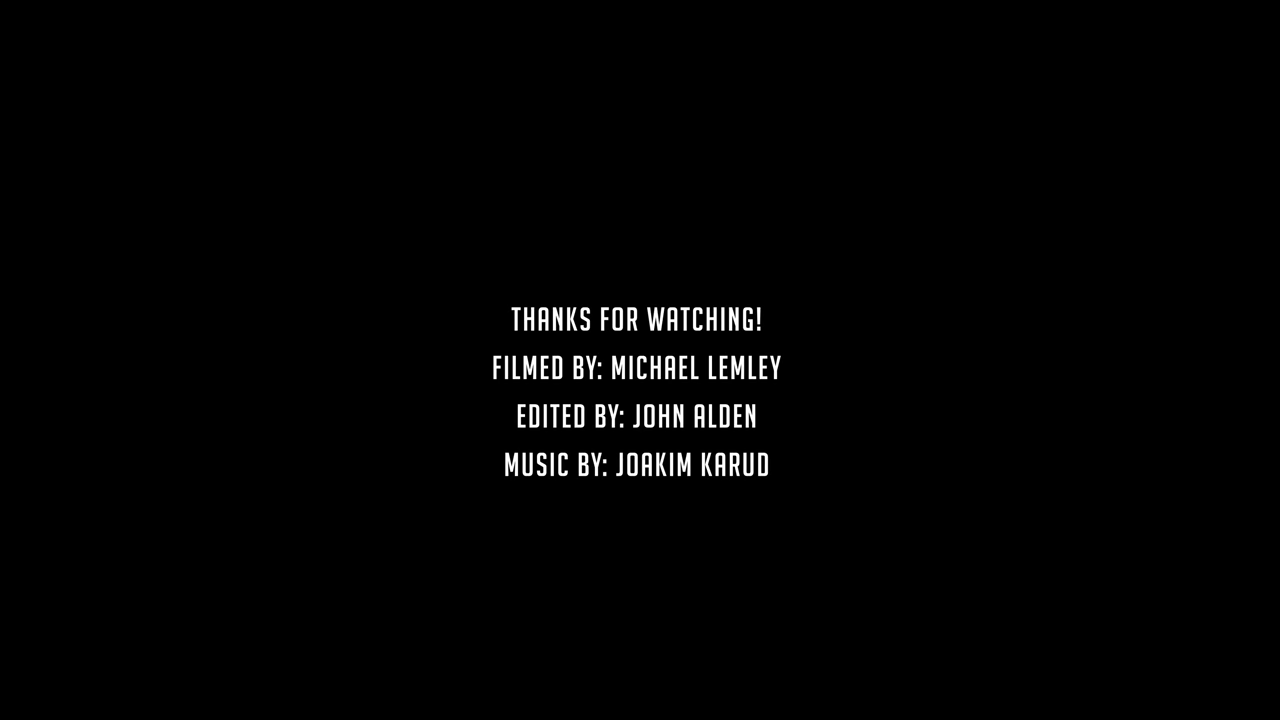 THANKS FOR WATCHING!
FILMED BY: MICHAEL LEMLEY
EDITED BY: JOHN ALDEN
MUSIC BY: JOAKIM KARUD